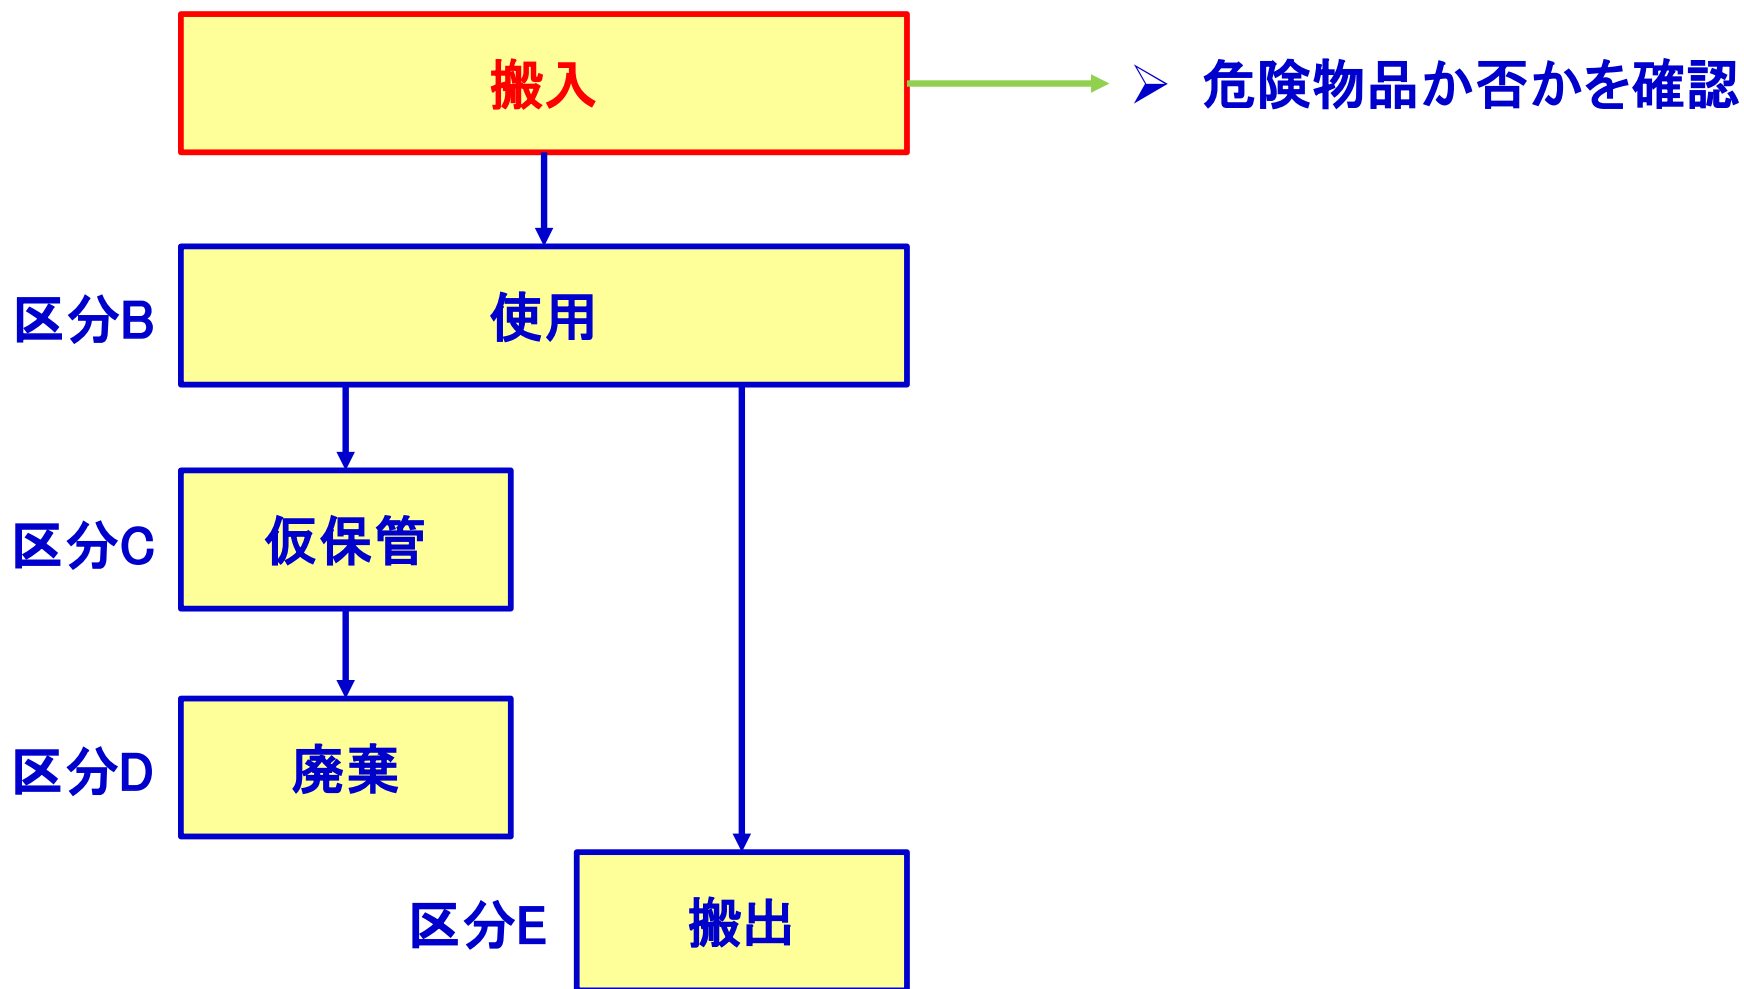 搬入
➢ 危険物品か否かを確認
区分B
使用
区分C
仮保管
区分D
廃棄
区分E
搬出